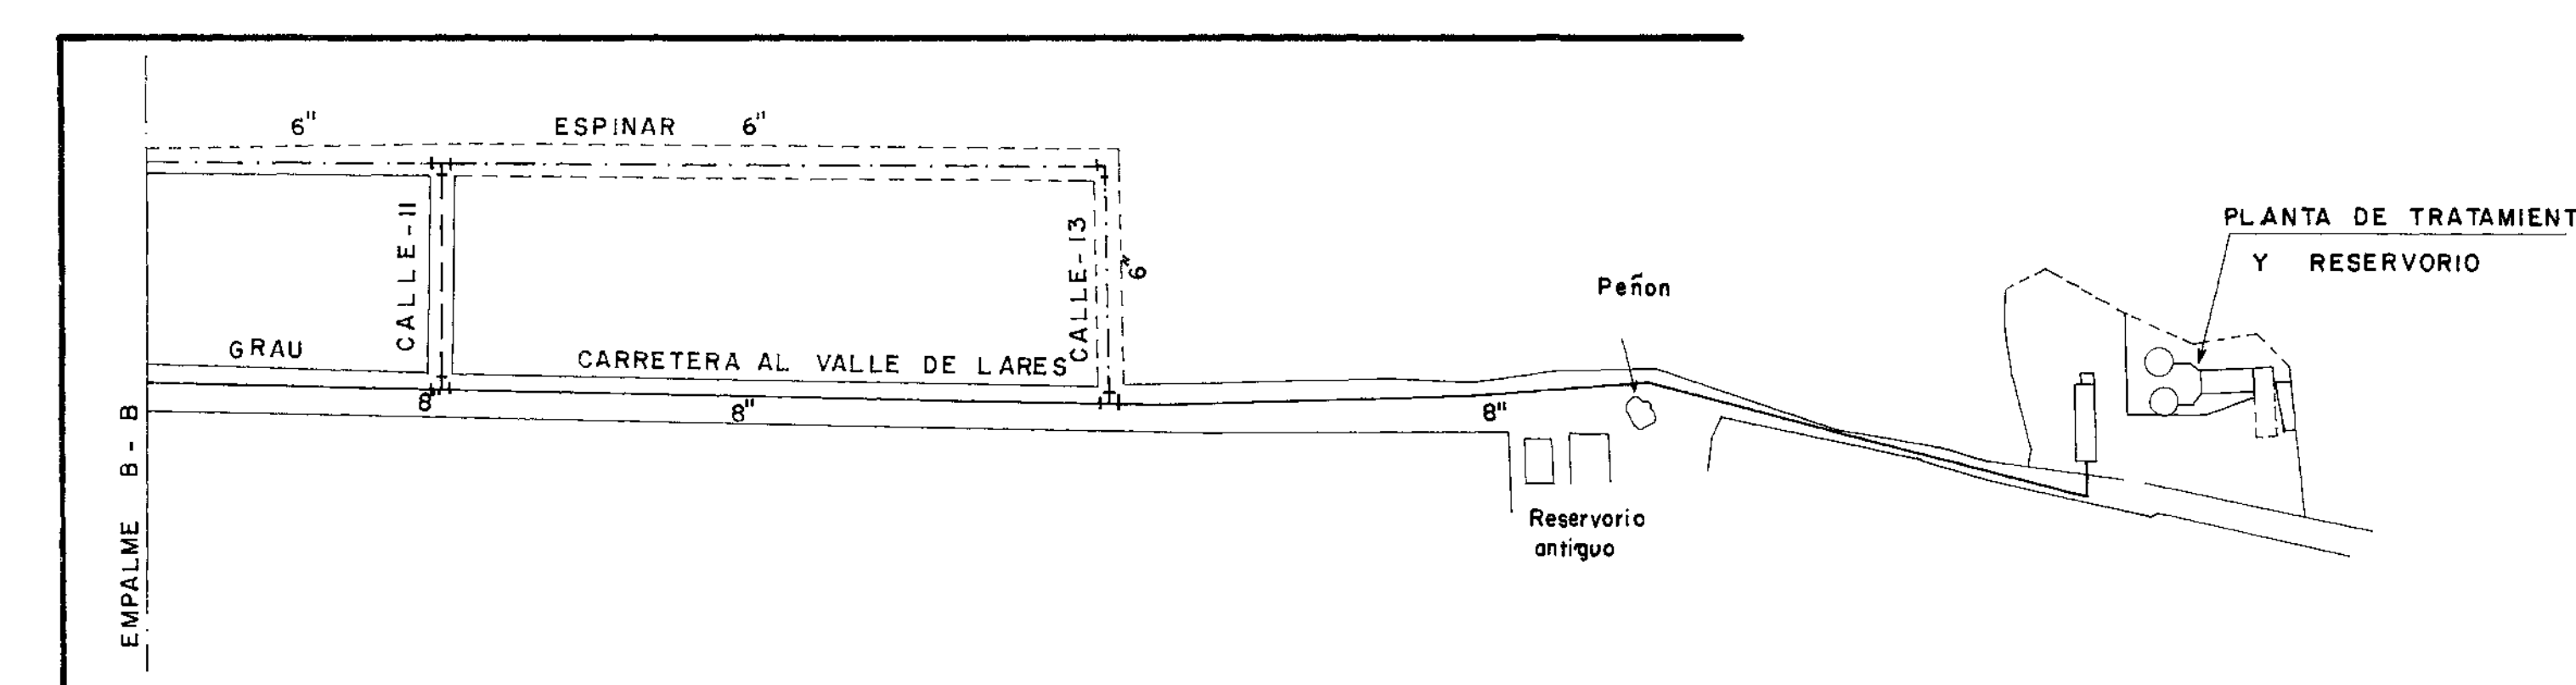 6" ESPINAR 6"
CALLE-11
CALLE-13
6"
GRAU
CARRETERA AL VALLE DE LARES
8" 8" 8"
EMPALME B-B
Peñon
Reservorio
antiguo
PLANTA DE TRATAMIENT
Y RESERVORIO